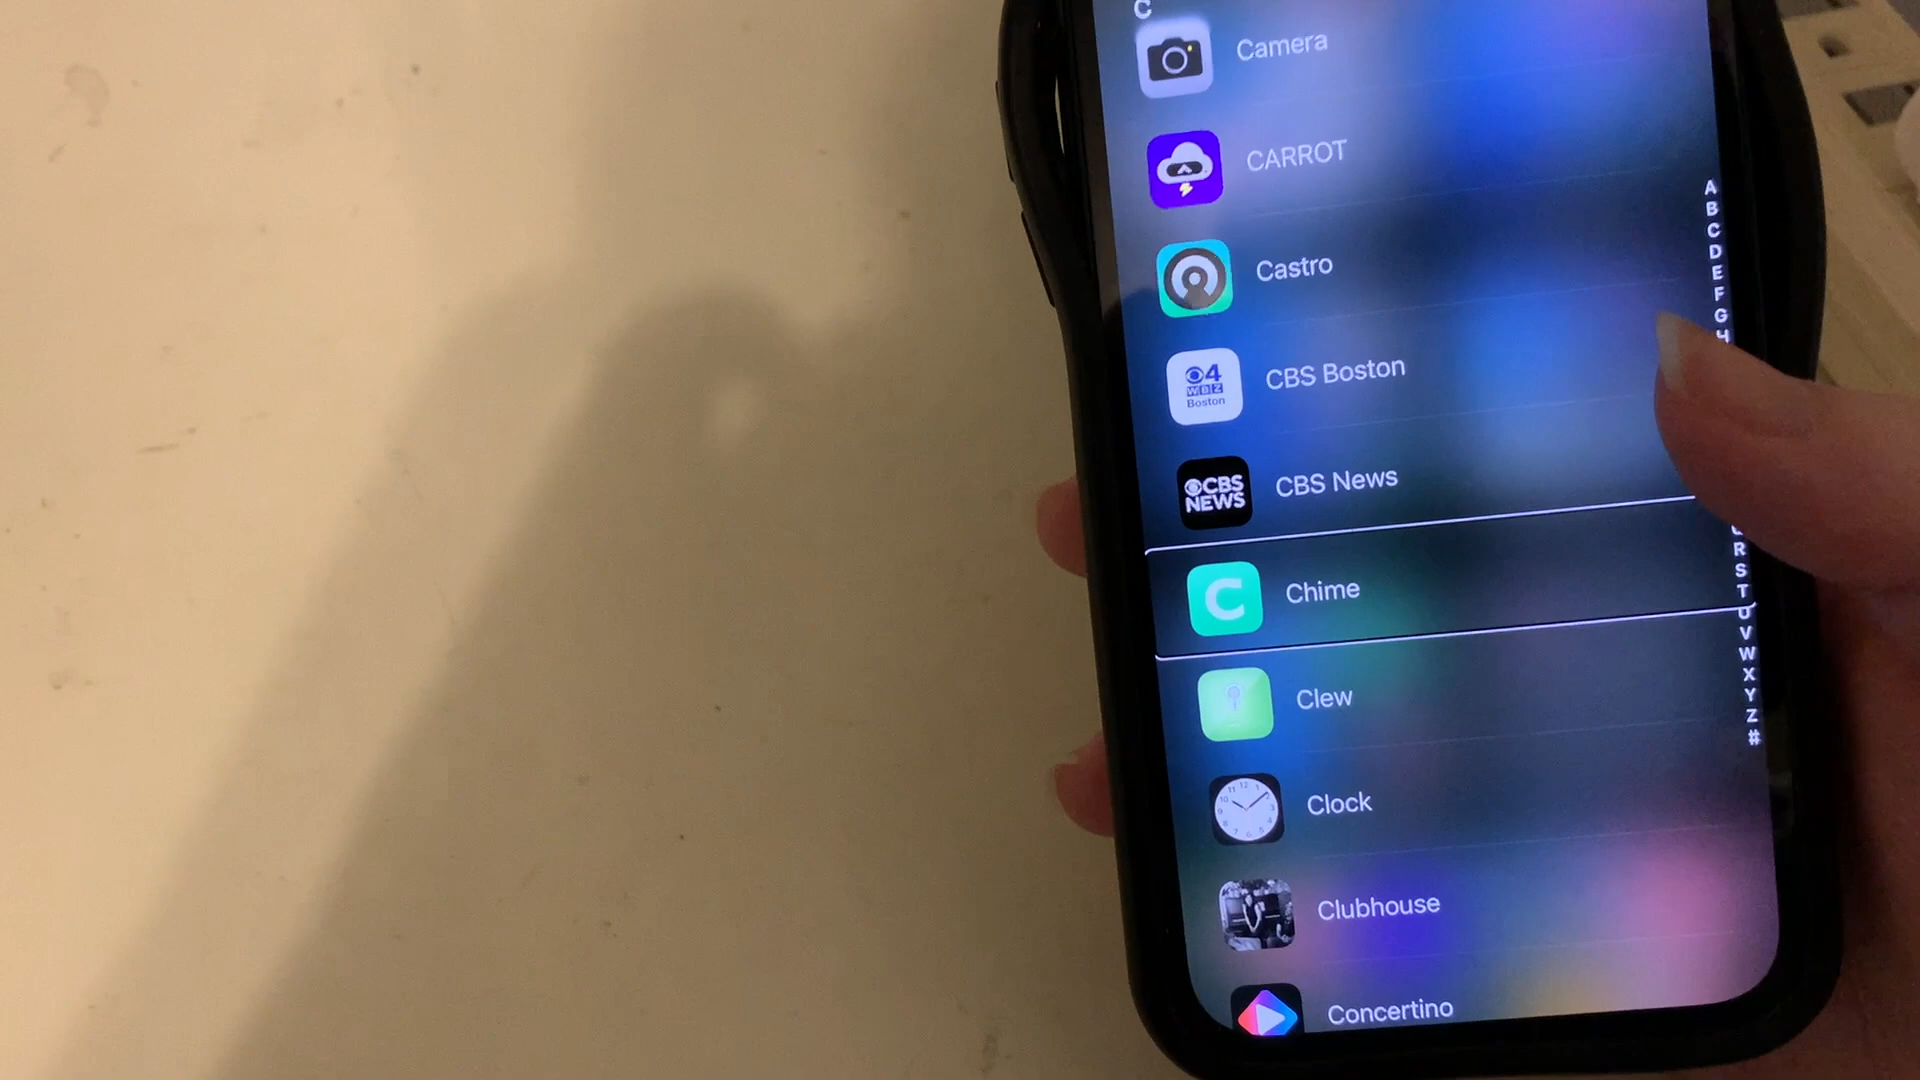 C
Camera
CARROT
Castro
4
WBZ
Boston
CBS Boston
CBS
NEWS
CBS News
C
Chime
Clew
Clock
Clubhouse
Concertino
A
B
C
D
E
F
G
H
R
S
T
U
V
W
X
Y
Z
#